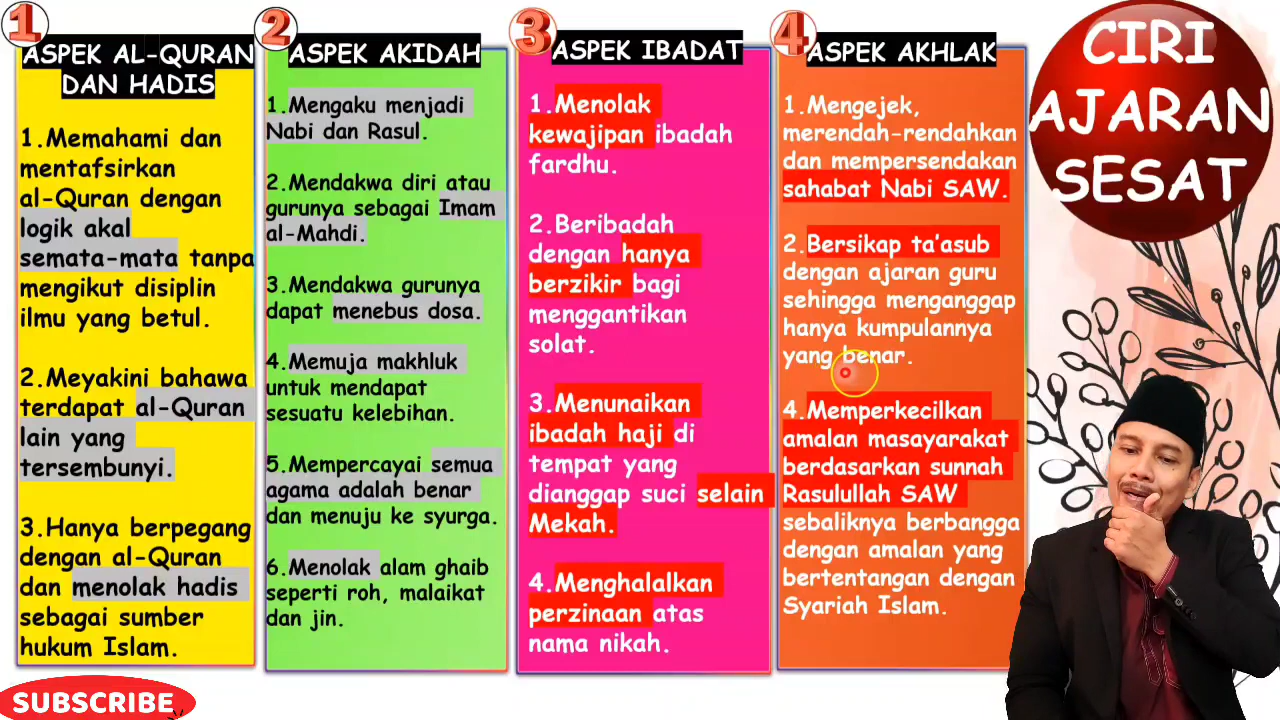 1
ASPEK AL-QURAN
DAN HADIS
1.Memahami dan
mentafsirkan
al-Quran dengan
logik akal
semata-mata tanpa
mengikut disiplin
ilmu yang betul.
2.Meyakini bahawa
terdapat al-Quran
lain yang
tersembunyi.
3.Hanya berpegang
dengan al-Quran
dan menolak hadis
sebagai sumber
hukum Islam.
2
ASPEK AKIDAH
1.Mengaku menjadi
Nabi dan Rasul.
2.Mendakwa diri atau
gurunya sebagai Imam
al-Mahdi.
3.Mendakwa gurunya
dapat menebus dosa.
4.Memuja makhluk
untuk mendapat
sesuatu kelebihan.
5.Mempercayai semua
agama adalah benar
dan menuju ke syurga.
6.Menolak alam ghaib
seperti roh, malaikat
dan jin.
3
ASPEK IBADAT
1.Menolak
kewajipan ibadah
fardhu.
2.Beribadah
dengan hanya
berzikir bagi
menggantikan
solat.
3.Menunaikan
ibadah haji di
tempat yang
dianggap suci selain
Mekah.
4.Menghalalkan
perzinaan atas
nama nikah.
4
ASPEK AKHLAK
1.Mengejek,
merendah-rendahkan
dan mempersendakan
sahabat Nabi SAW.
2.Bersikap ta'asub
dengan ajaran guru
sehingga menganggap
hanya kumpulannya
yang benar.
4.Memperkecilkan
amalan masayarakat
berdasarkan sunnah
Rasulullah SAW
sebaliknya berbangga
dengan amalan yang
bertentangan dengan
Syariah Islam.
CIRI
AJARAN
SESAT
SUBSCRIBE